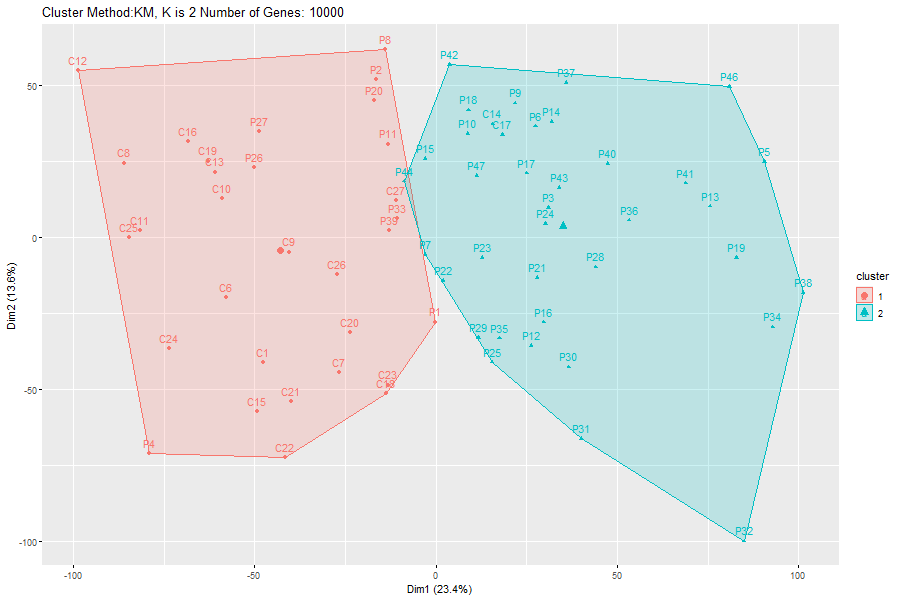 Cluster Method:KM, K is 2 Number of Genes: 10000
P8
C12
P42
P2
P37
P46
P20
P9
P18
C14
P6
P14
P27
P10
C17
C16
P11
C19
P15
P5
C8
C13
P26
P40
P44
P47
P17
P41
C10
C27
P43
P13
P33
P3
C11
P39
P24
P36
C25
C9
P7
P23
P19
C26
P22
P21
P28
C6
P38
P1
P16
P34
C20
P29
P35
C24
P12
C1
P25
C7
P30
C23
C18
C21
C15
P31
P4
C22
P32
50
0
-50
-100
Dim2 (13.6%)
-100
-50
0
50
100
Dim1 (23.4%)
cluster
1
2